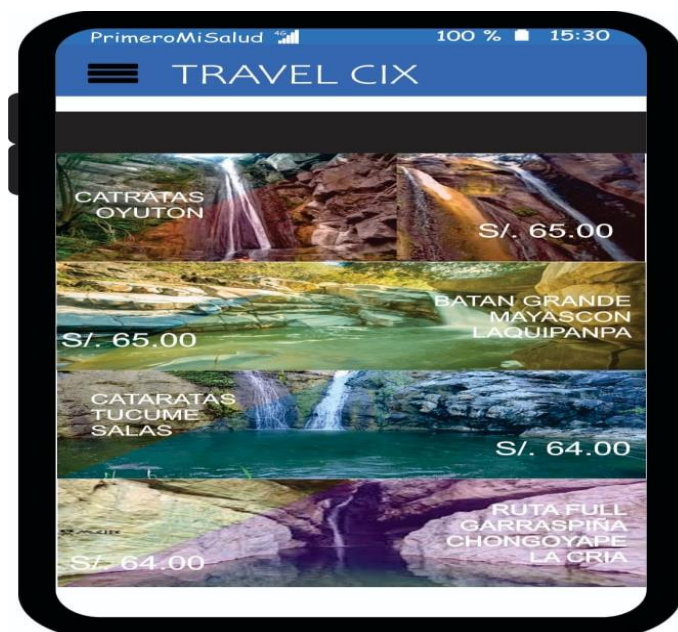 PrimeroMiSalud 4G 100 % 15:30
TRAVEL CIX
CATRATAS
OYUTON
S/. 65.00
BATAN GRANDE
MAYASCON
LAQUIPANPA
S/. 65.00
CATARATAS
TUCUME
SALAS
S/. 64.00
RUTA FULL
GARRASPIÑA
CHONGOYAPE
LA CRIA
S/. 64.00